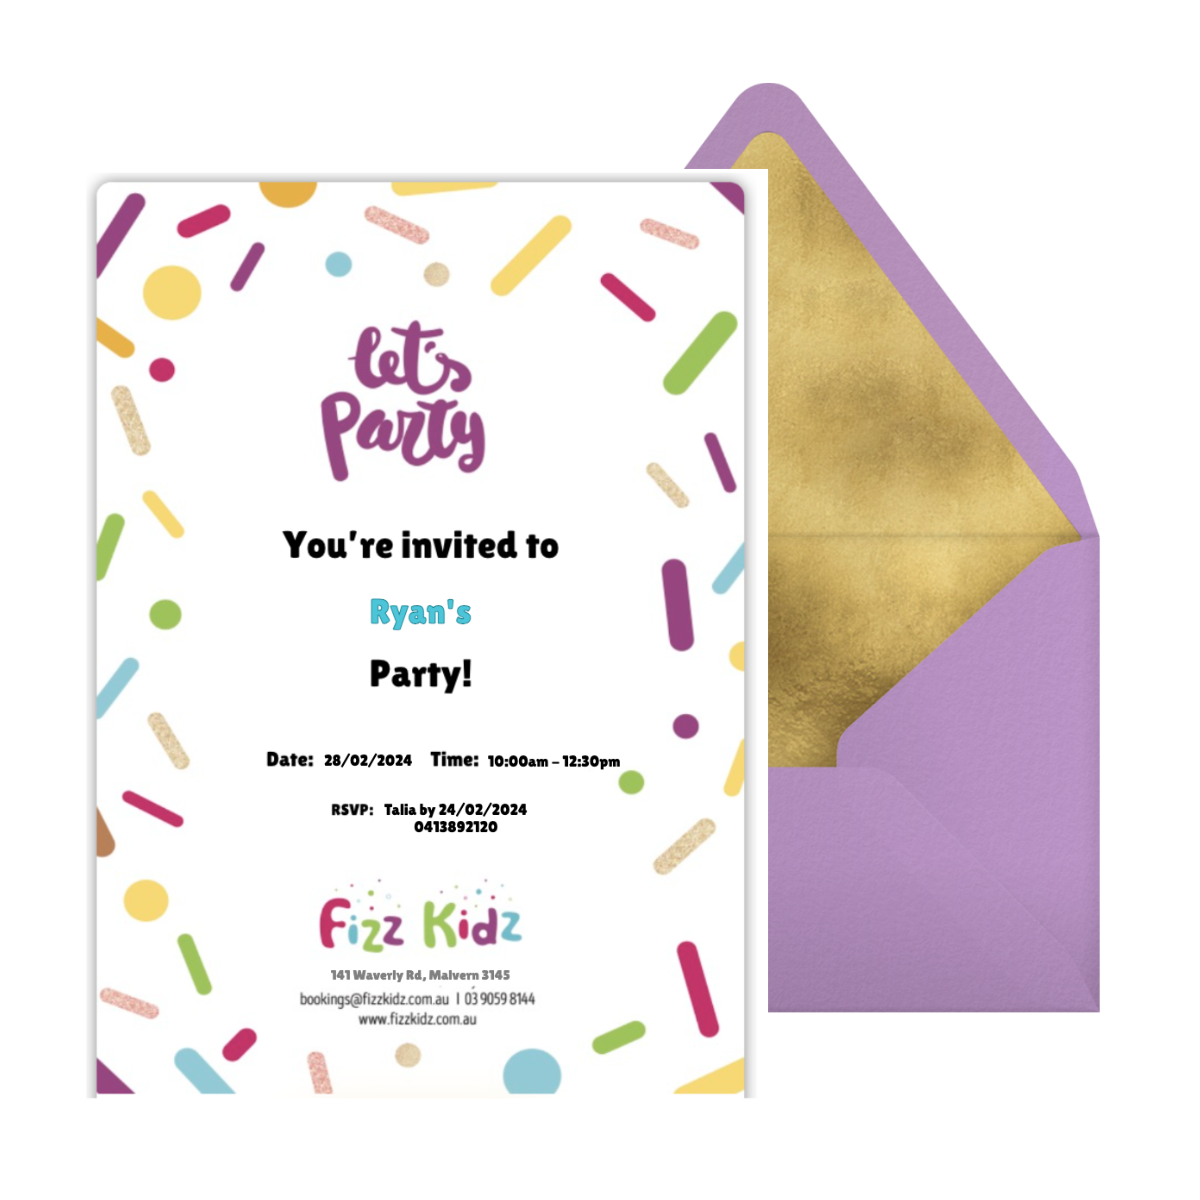 let's
Party
You're invited to
Ryan's
Party!
Date: 28/02/2024 Time: 10:00am - 12:30pm
RSVP: Talia by 24/02/2024
0413892120
Fizz Kidz
141 Waverly Rd, Malvern 3145
bookings@fizzkidz.com.au | 03 9059 8144
www.fizzkidz.com.au